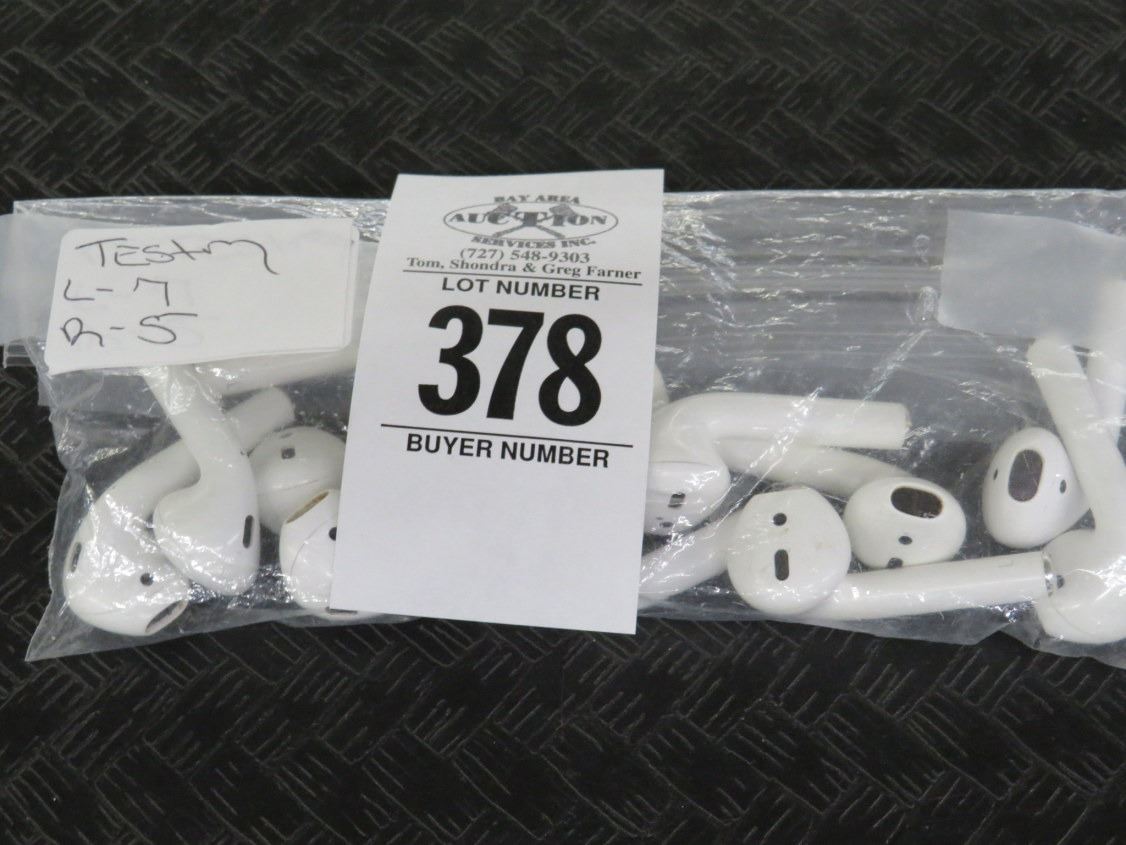 TEStm
L-7
R-5
BAY AREA
AUCTION
SERVICES INC.
(727) 548-9303
Tom, Shondra & Greg Farner
LOT NUMBER
378
BUYER NUMBER